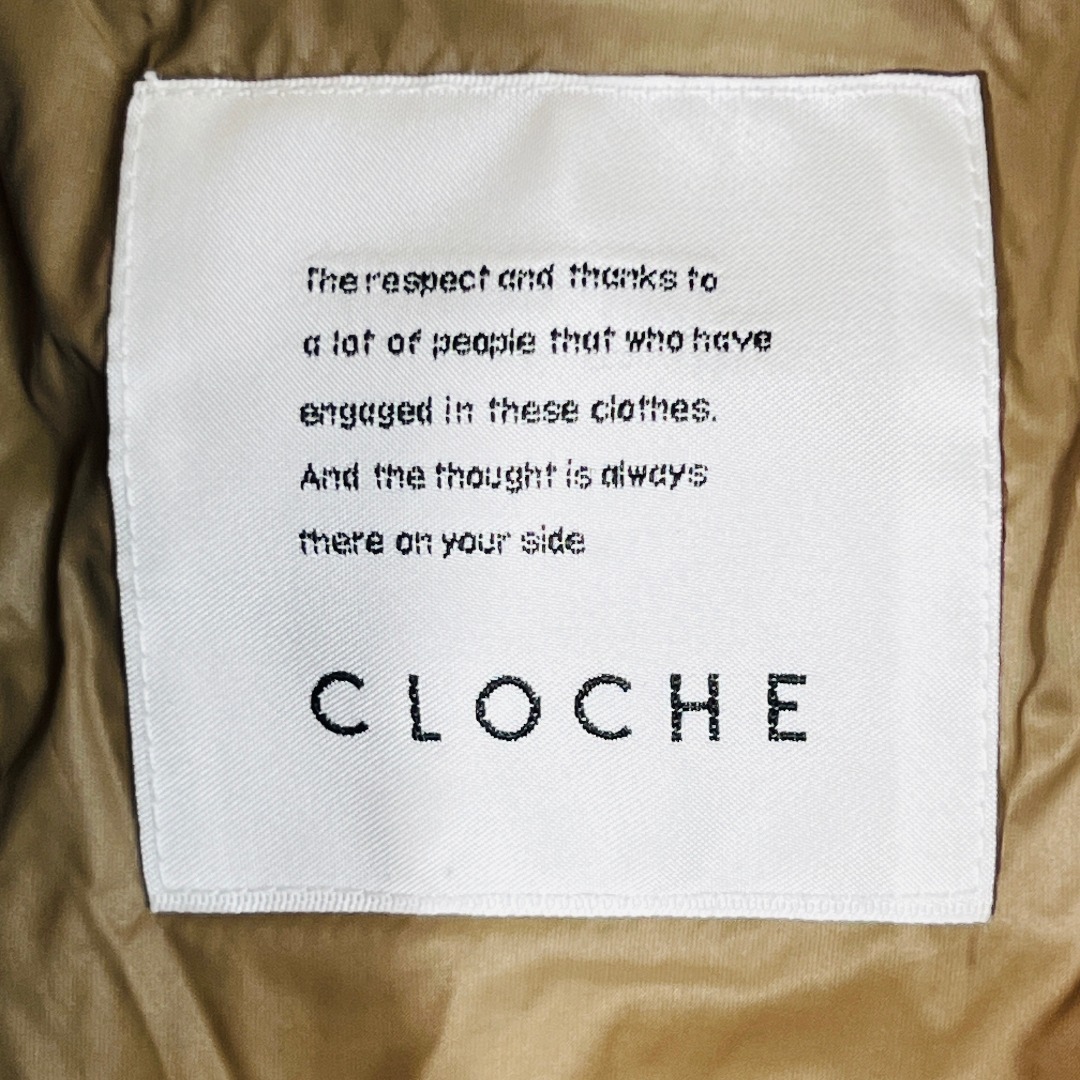 The respect and thanks to
a lot of people that who have
engaged in these clothes.
And the thought is always
there on your side
CLOCHE